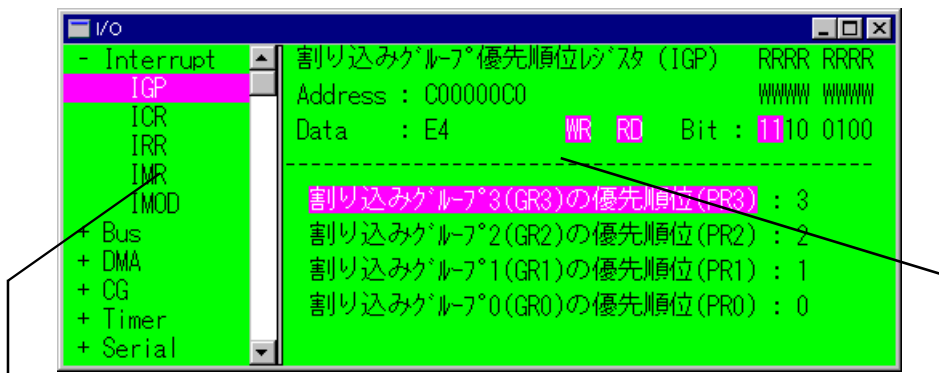 I/O
- Interrupt
IGP
ICR
IRR
IMR
IMOD
+ Bus
+ DMA
+ CG
+ Timer
+ Serial
割り込みｸﾞﾙｰﾌﾟ優先順位ﾚｼﾞｽﾀ (IGP) RRRR RRRR
Address : C00000C0 WWWW WWWW
Data : E4 WR RD Bit : 1110 0100
----------------------------------------------
割り込みｸﾞﾙｰﾌﾟ3(GR3)の優先順位(PR3) : 3
割り込みｸﾞﾙｰﾌﾟ2(GR2)の優先順位(PR2) : 2
割り込みｸﾞﾙｰﾌﾟ1(GR1)の優先順位(PR1) : 1
割り込みｸﾞﾙｰﾌﾟ0(GR0)の優先順位(PR0) : 0